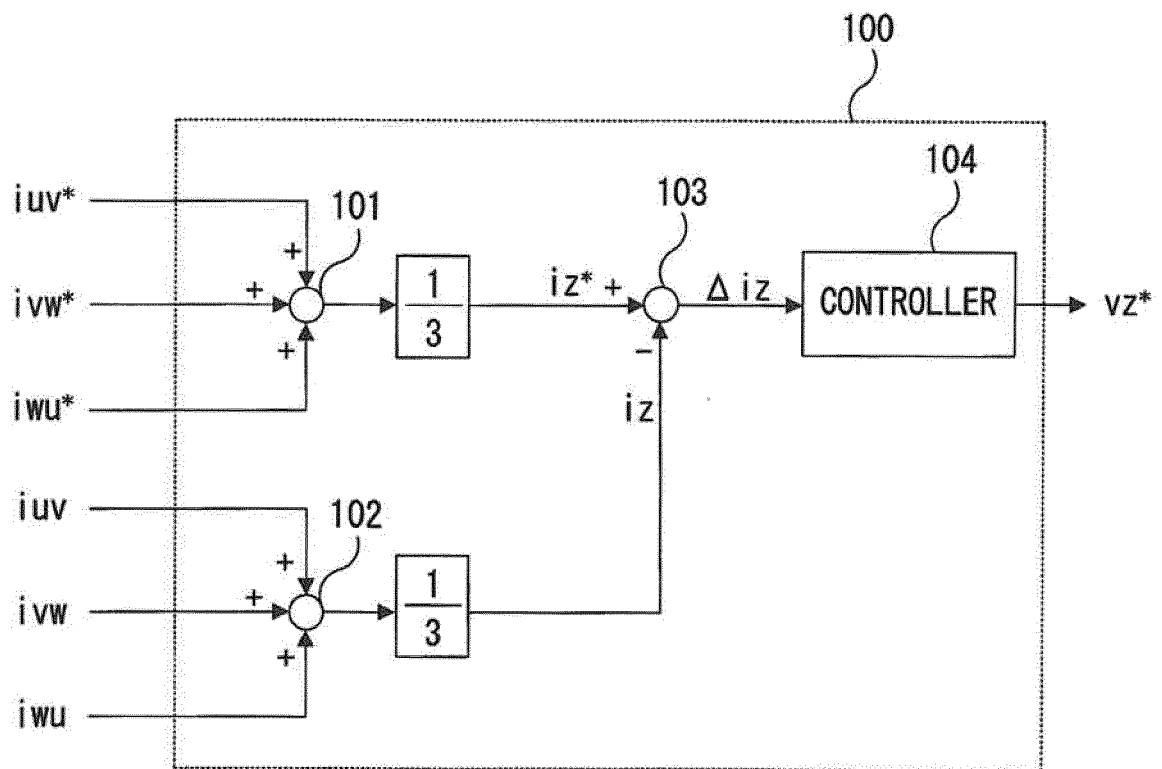 100
104
iuv*
101
103
+
ivw*
+
1
3
iz* +
Δiz
CONTROLLER
vz*
+
-
iwu*
iz
iuv
102
+
ivw
+
1
3
+
iwu